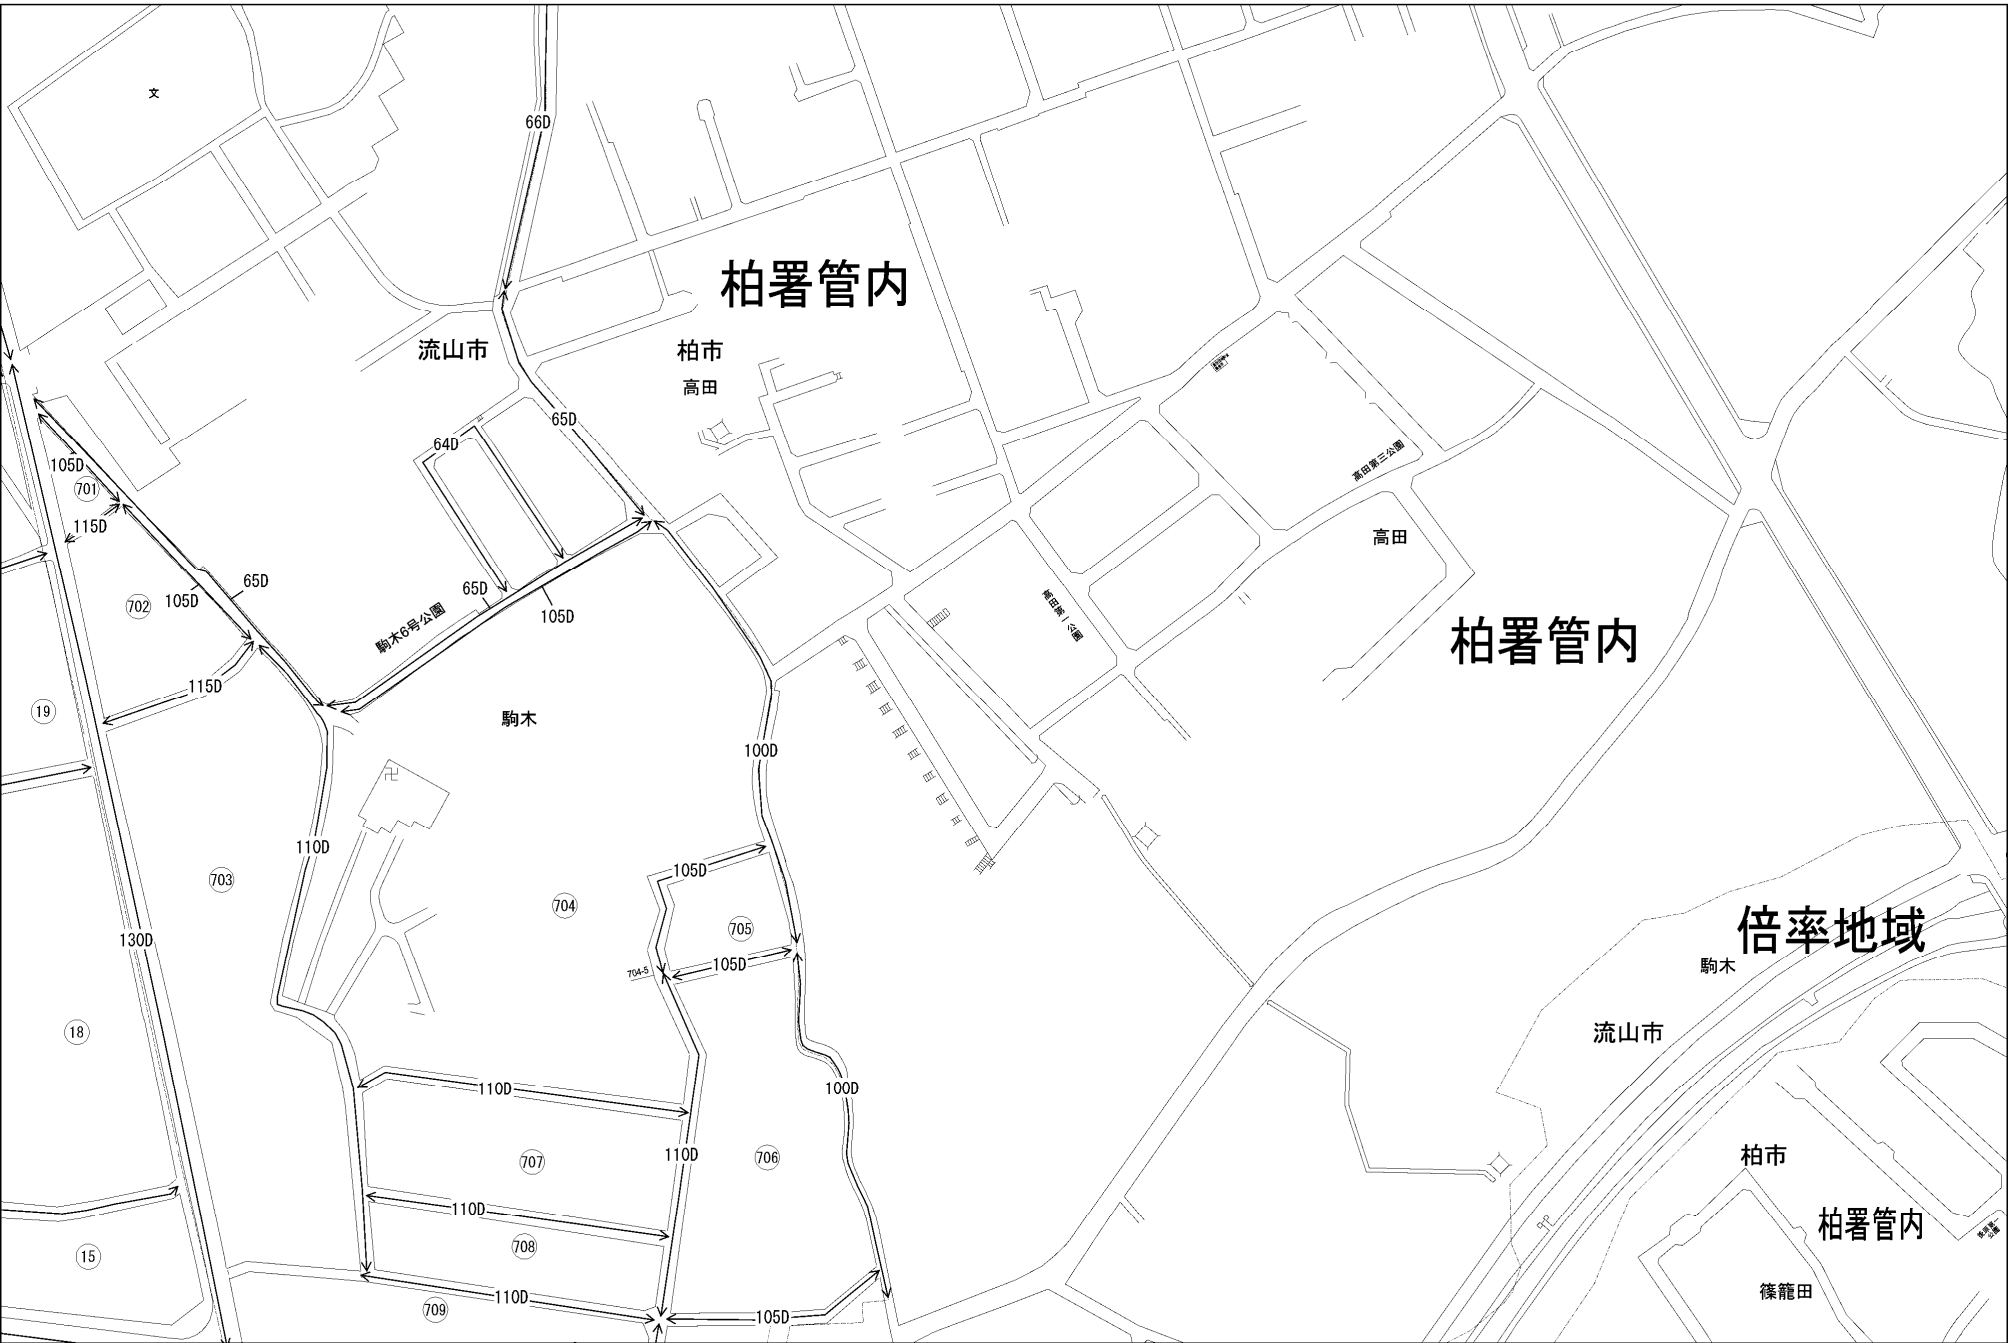 文
66D
柏署管内
流山市
柏市
高田
65D
64D
105D
701
115D
高田第三公園
高田
65D
105D
702
65D
105D
駒木6号公園
高田第一公園
柏署管内
115D
19
駒木
100D
110D
703
105D
704
705
130D
倍率地域
105D
704-5
駒木
18
流山市
110D
100D
110D
707
706
柏市
110D
柏署管内
708
15
110D
709
105D
篠籠田